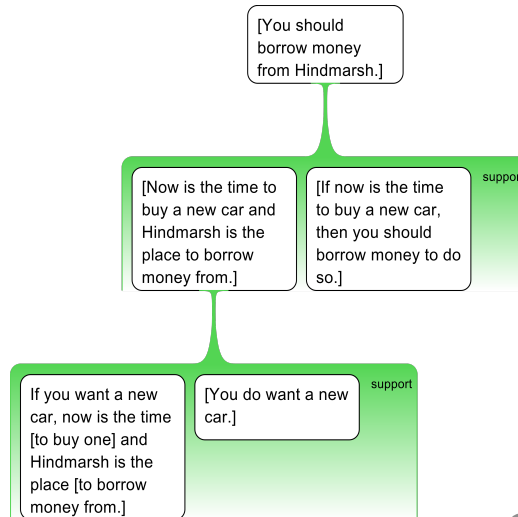 [You should
borrow money
from Hindmarsh.]
[Now is the time to
buy a new car and
Hindmarsh is the
place to borrow
money from.]
[If now is the time
to buy a new car,
then you should
borrow money to do
so.]
suppor
If you want a new
car, now is the time
[to buy one] and
Hindmarsh is the
place [to borrow
money from.]
[You do want a new
car.]
support